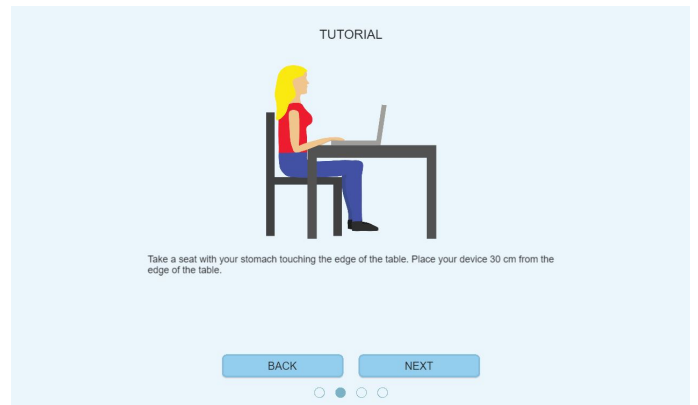 TUTORIAL
Take a seat with your stomach touching the edge of the table. Place your device 30 cm from the
edge of the table.
BACK
NEXT